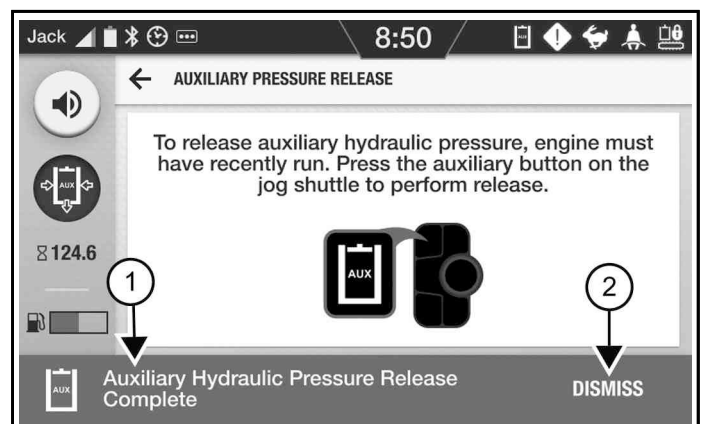 Jack 8:50 AUX
AUXILIARY PRESSURE RELEASE
To release auxiliary hydraulic pressure, engine must
have recently run. Press the auxiliary button on the
jog shuttle to perform release.
AUX
AUX
124.6
1
2
AUX
Auxiliary Hydraulic Pressure Release
Complete
DISMISS